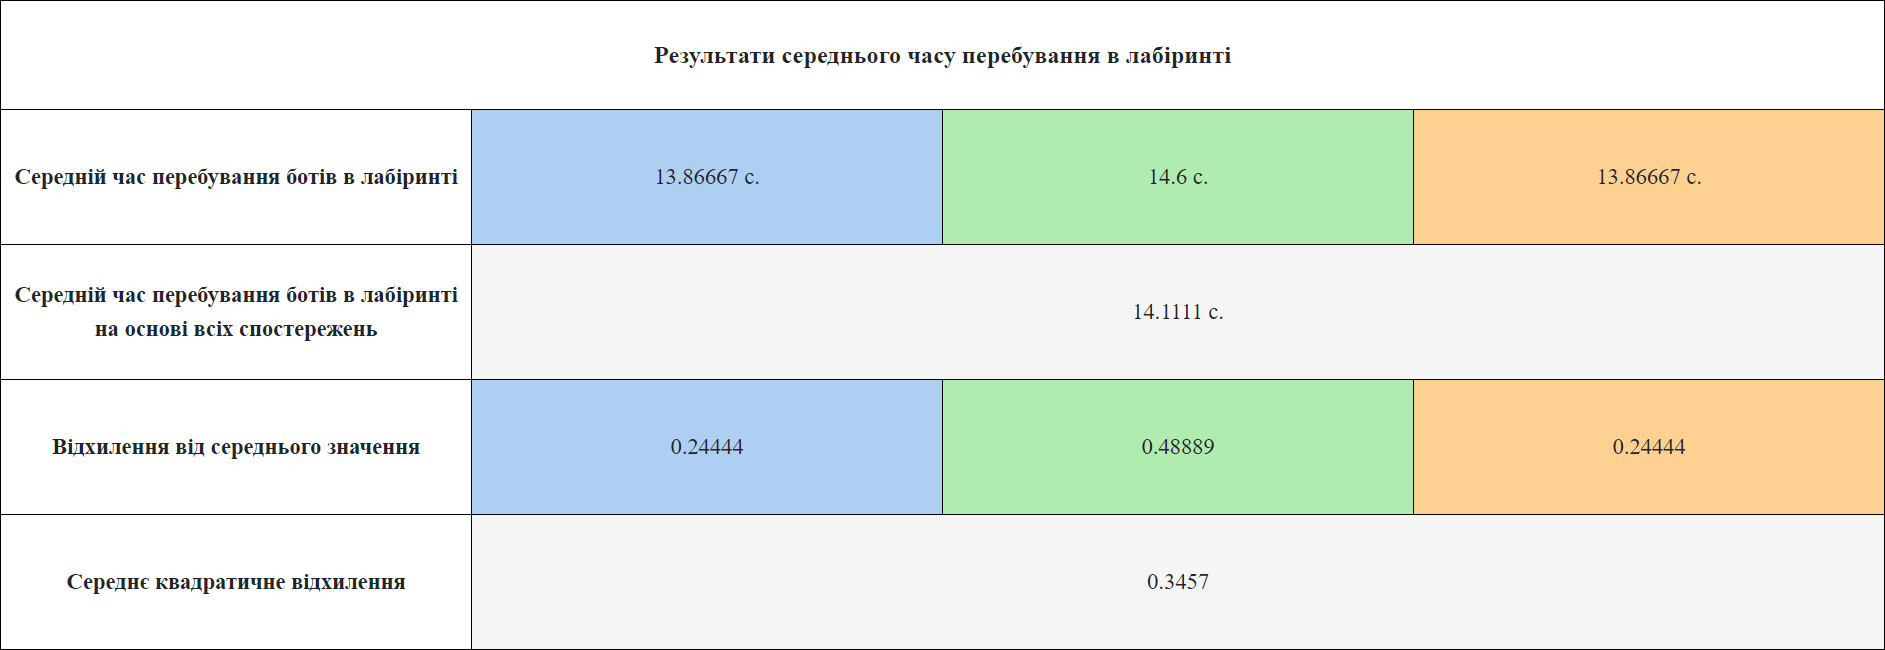 Результати середнього часу перебування в лабіринті
Середній час перебування ботів в лабіринті
13.86667 с.
14.6 с.
13.86667 с.
Середній час перебування ботів в лабіринті
на основі всіх спостережень
14.1111 с.
Відхилення від середнього значення
0.24444
0.48889
0.24444
Середнє квадратичне відхилення
0.3457